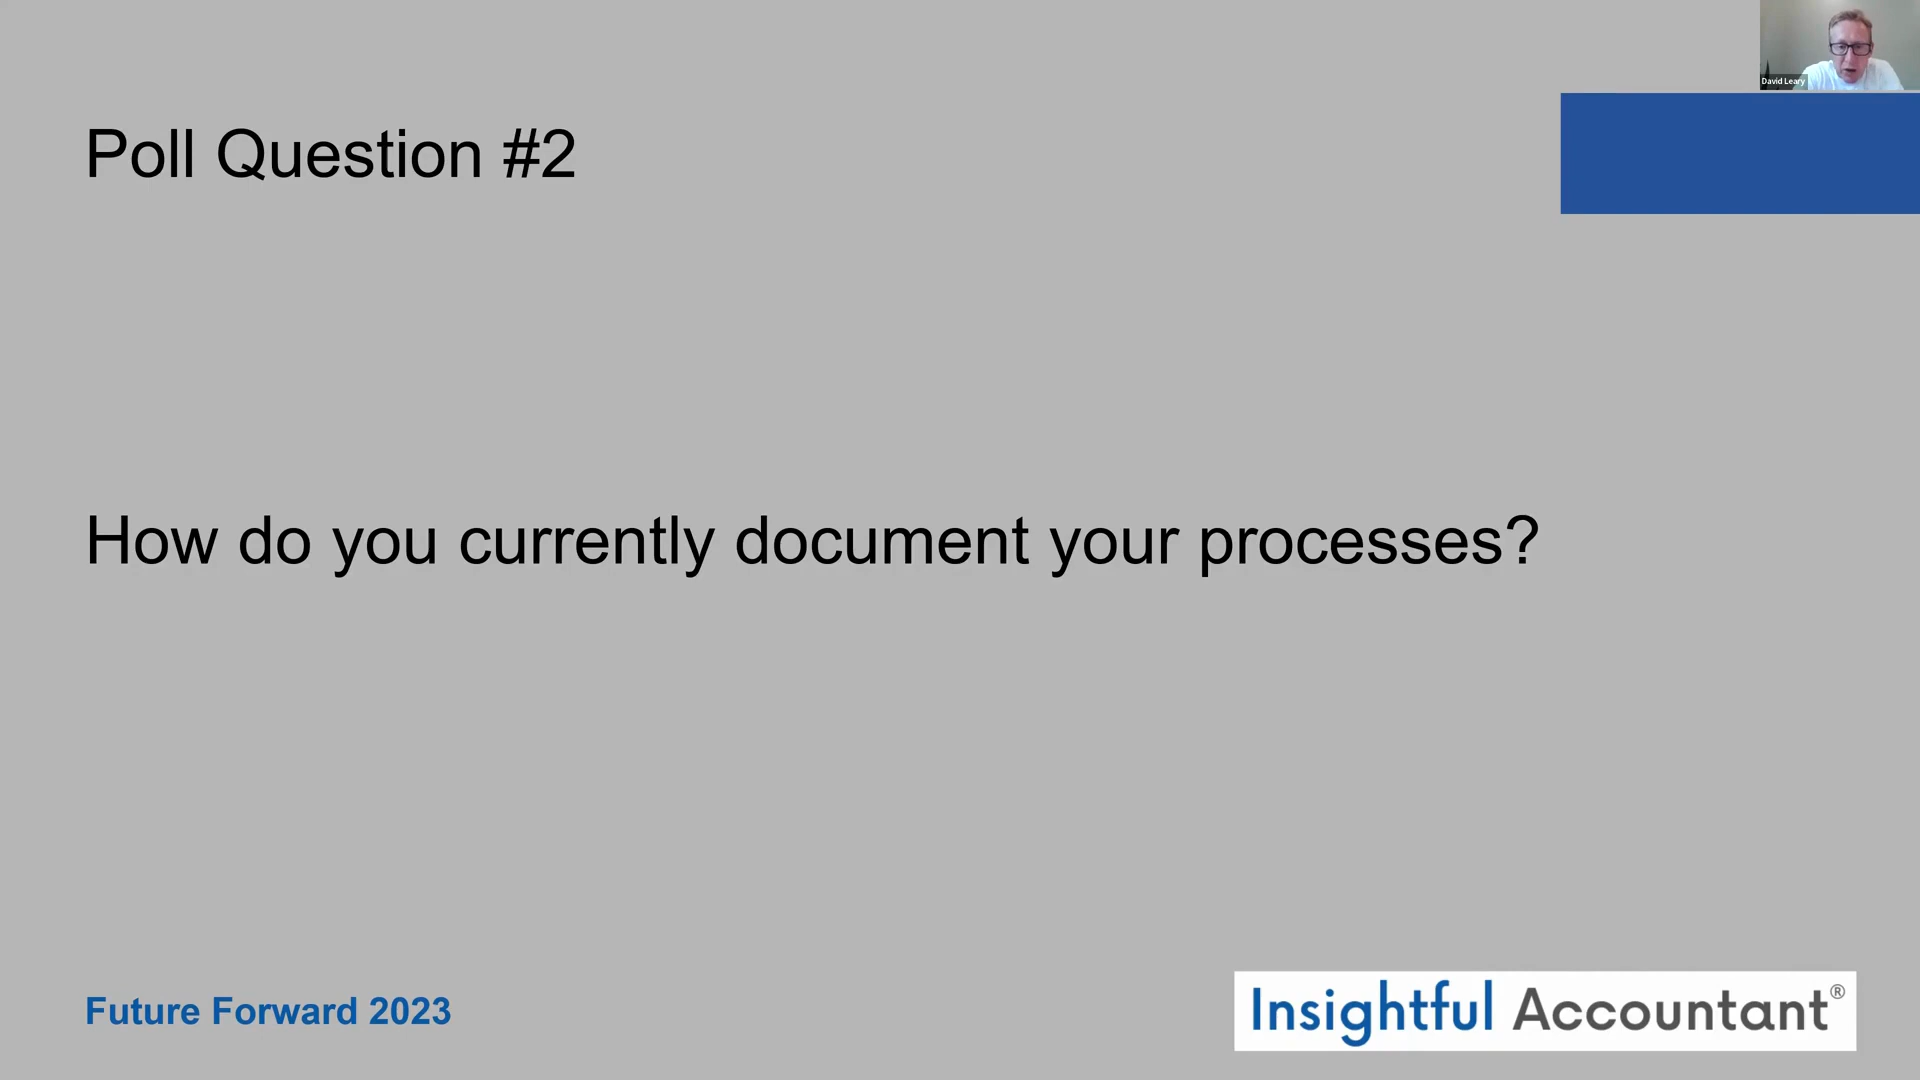 David Leary
Poll Question #2
How do you currently document your processes?
Future Forward 2023
Insightful Accountant®